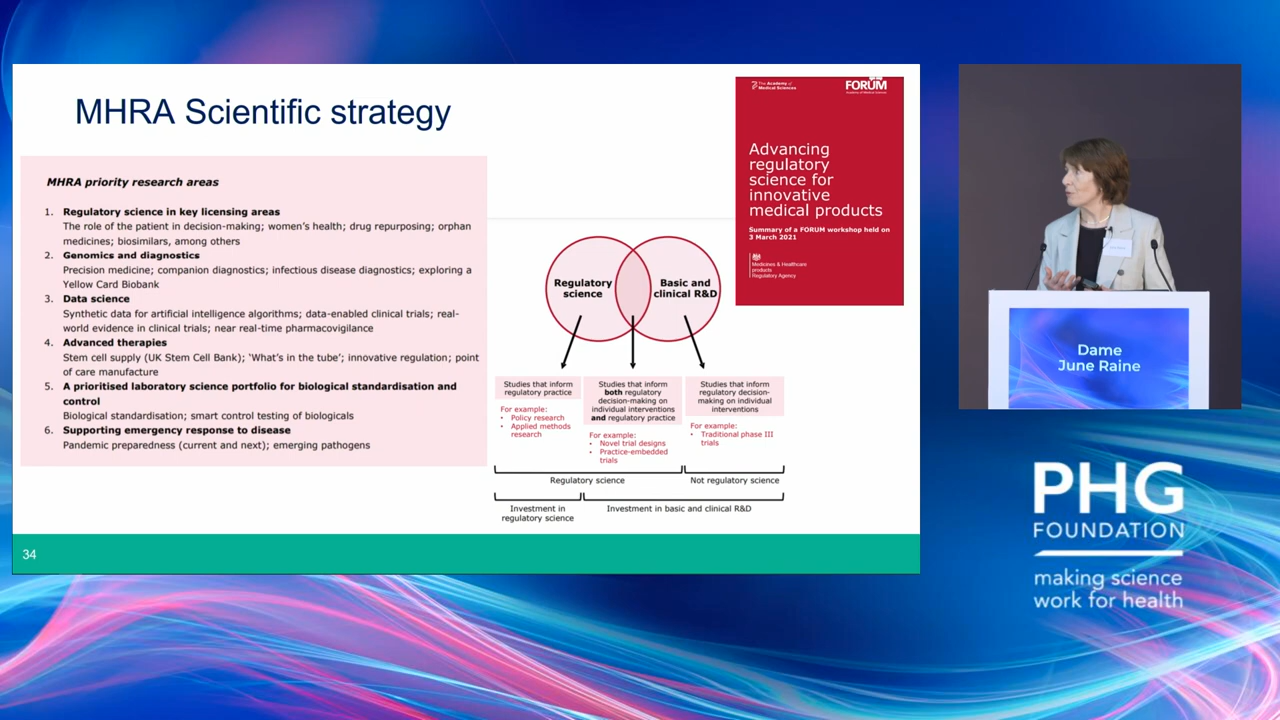 MHRA Scientific strategy
MHRA priority research areas
1. Regulatory science in key licensing areas
The role of the patient in decision-making; women's health; drug repurposing; orphan
medicines; biosimilars, among others
2. Genomics and diagnostics
Precision medicine; companion diagnostics; infectious disease diagnostics; exploring a
Yellow Card Biobank
3. Data science
Synthetic data for artificial intelligence algorithms; data-enabled clinical trials; real-
world evidence in clinical trials; near real-time pharmacovigilance
4. Advanced therapies
Stem cell supply (UK Stem Cell Bank); 'What's in the tube'; innovative regulation; point
of care manufacture
5. A prioritised laboratory science portfolio for biological standardisation and
control
Biological standardisation; smart control testing of biologicals
6. Supporting emergency response to disease
Pandemic preparedness (current and next); emerging pathogens
The Academy of
Medical Sciences
FORUM
Academy of Medical Sciences
Advancing
regulatory
science for
innovative
medical products
Summary of a FORUM workshop held on
3 March 2021
Medicines & Healthcare
products
Regulatory Agency
Regulatory
science
Basic and
clinical R&D
Studies that inform
regulatory practice
For example:
• Policy research
• Applied methods
research
Studies that inform
both regulatory
decision-making on
individual interventions
and regulatory practice
For example:
• Novel trial designs
• Practice-embedded
trials
Studies that inform
regulatory decision-
making on individual
interventions
For example:
• Traditional phase III
trials
Regulatory science
Not regulatory science
Investment in
regulatory science
Investment in basic and clinical R&D
34
Dame
June Raine
PHG
FOUNDATION
making science
work for health